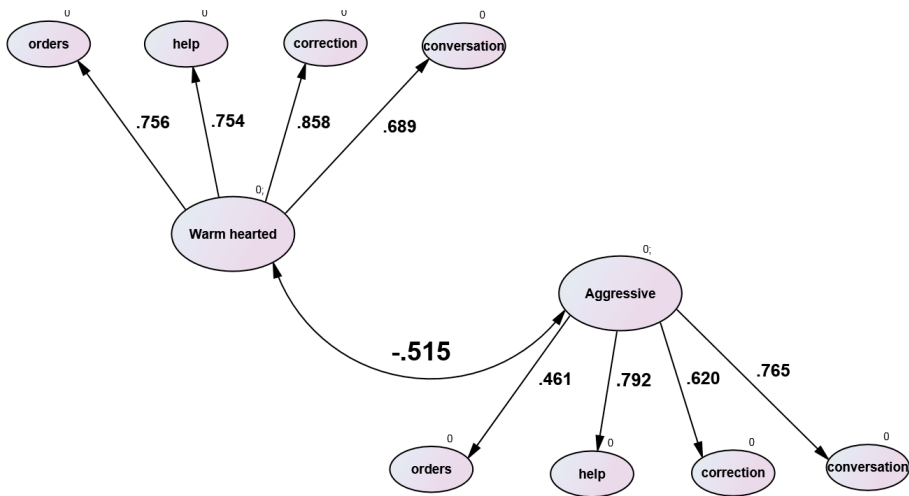 0 0 0 0
orders help correction conversation
.756 .754 .858 .689
0;
Warm hearted
0;
Aggressive
-.515
.461 .792 .620 .765
0 0 0 0
orders help correction conversation